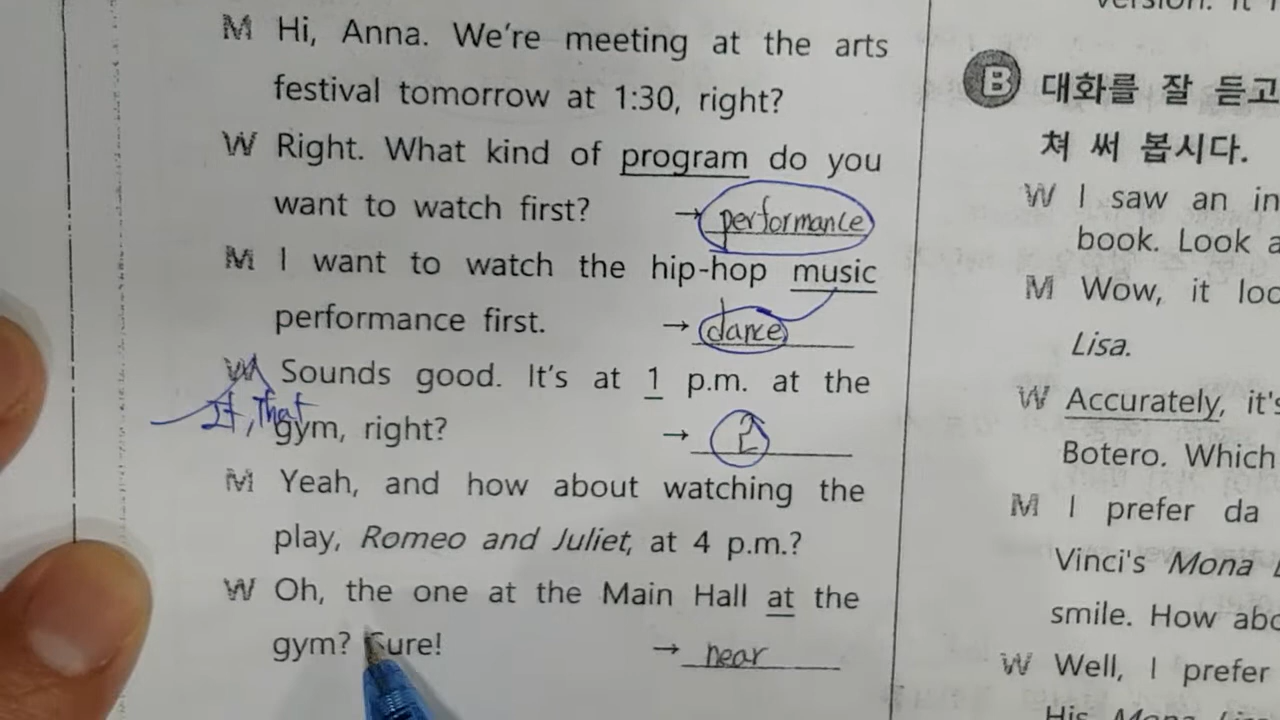 M Hi, Anna. We're meeting at the arts
festival tomorrow at 1:30, right?
W Right. What kind of program do you
want to watch first? → performance
M I want to watch the hip-hop music
performance first. → dance
W Sounds good. It's at 1 p.m. at the
It, That
gym, right? → 2
M Yeah, and how about watching the
play, Romeo and Juliet, at 4 p.m.?
W Oh, the one at the Main Hall at the
gym? Sure! → near
B 대화를 잘 듣고
쳐 써 봅시다.
W I saw an in
book. Look a
M Wow, it loo
Lisa.
W Accurately, it's
Botero. Which
M I prefer da
Vinci's Mona
smile. How abo
W Well, I prefer
His Mona